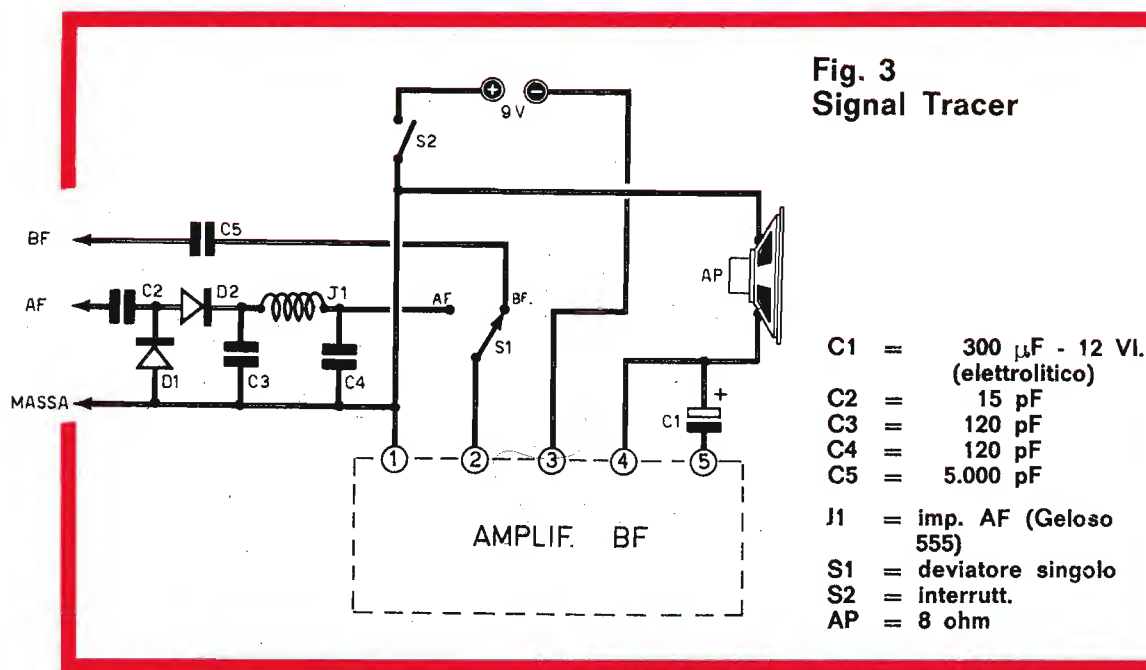 Fig. 3
Signal Tracer
+
−
9V
S2
BF
C5
AF
C2
D2
J1
AF
BF.
S1
AP
D1
C3
C4
MASSA
C1
+
1
2
3
4
5
AMPLIF. BF
C1 = 300 µF - 12 Vl.
(elettrolitico)
C2 = 15 pF
C3 = 120 pF
C4 = 120 pF
C5 = 5.000 pF
J1 = imp. AF (Geloso
555)
S1 = deviatore singolo
S2 = interrutt.
AP = 8 ohm